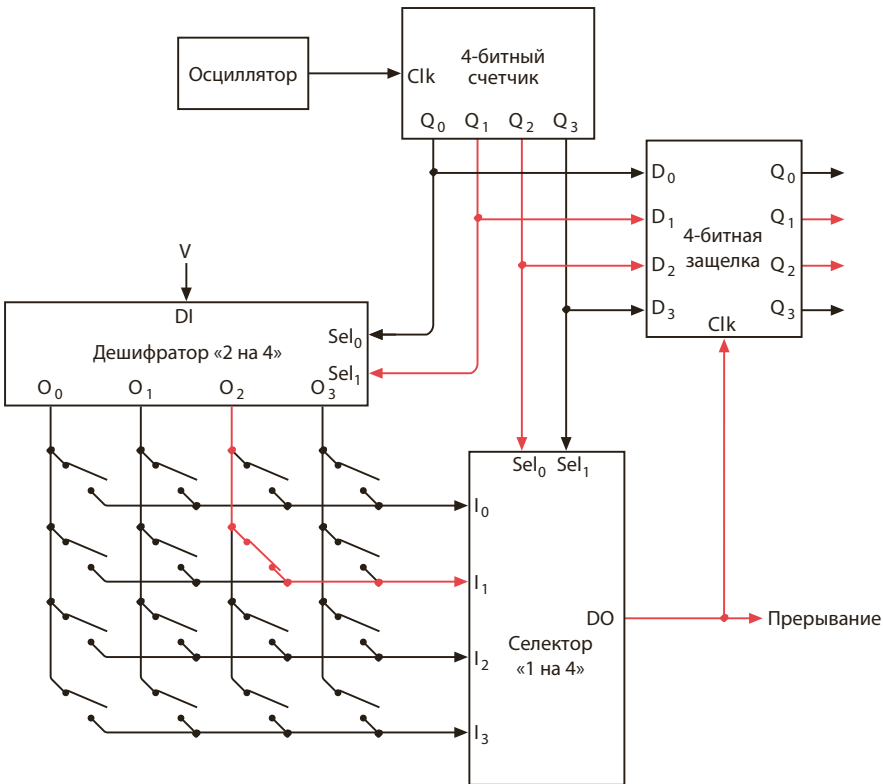 Осциллятор
Clk
4-битный
счетчик
Q0 Q1 Q2 Q3
D0
D1
D2
D3
4-битная
защелка
Q0
Q1
Q2
Q3
Clk
V
DI
Дешифратор «2 на 4»
Sel0
Sel1
O0 O1 O2 O3
Sel0 Sel1
I0
I1
I2
I3
DO
Селектор
«1 на 4»
Прерывание